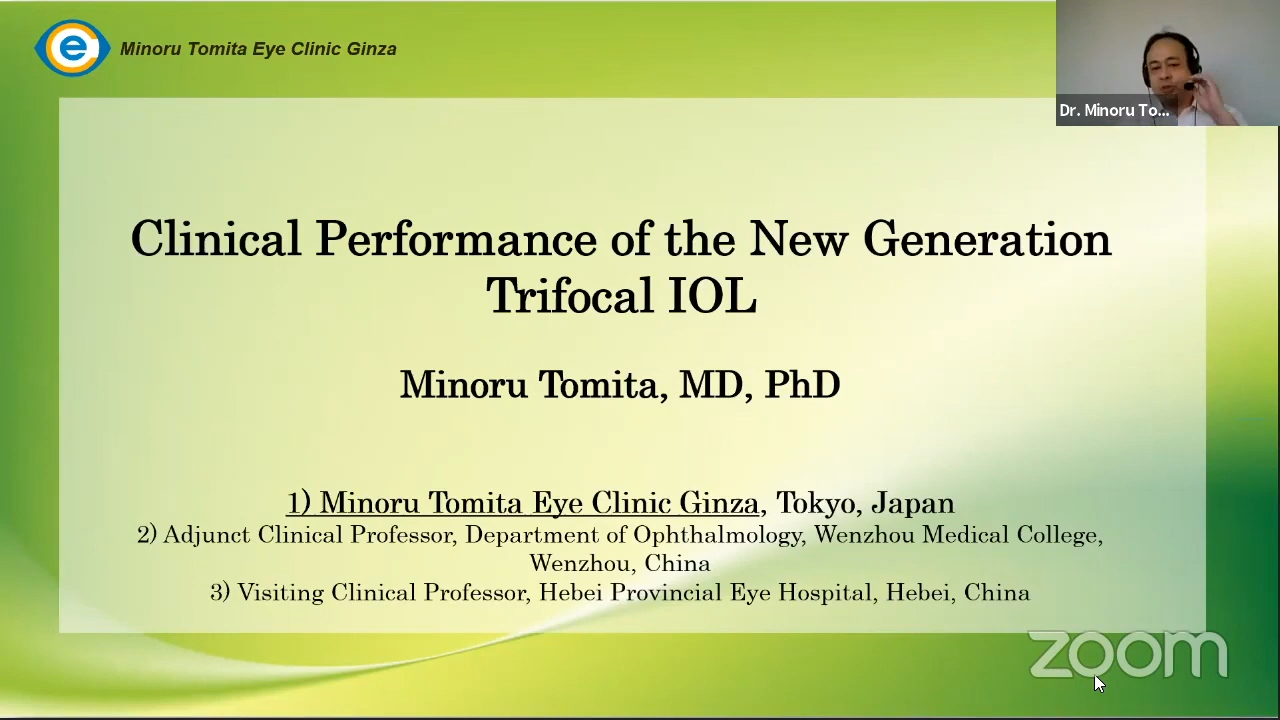 e
Minoru Tomita Eye Clinic Ginza
Dr. Minoru To...
Clinical Performance of the New Generation
Trifocal IOL
Minoru Tomita, MD, PhD
1) Minoru Tomita Eye Clinic Ginza, Tokyo, Japan
2) Adjunct Clinical Professor, Department of Ophthalmology, Wenzhou Medical College,
Wenzhou, China
3) Visiting Clinical Professor, Hebei Provincial Eye Hospital, Hebei, China
zoom